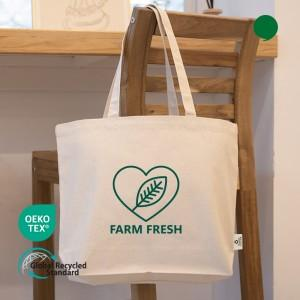 FARM FRESH
OEKO
TEX®
Global Recycled
Standard